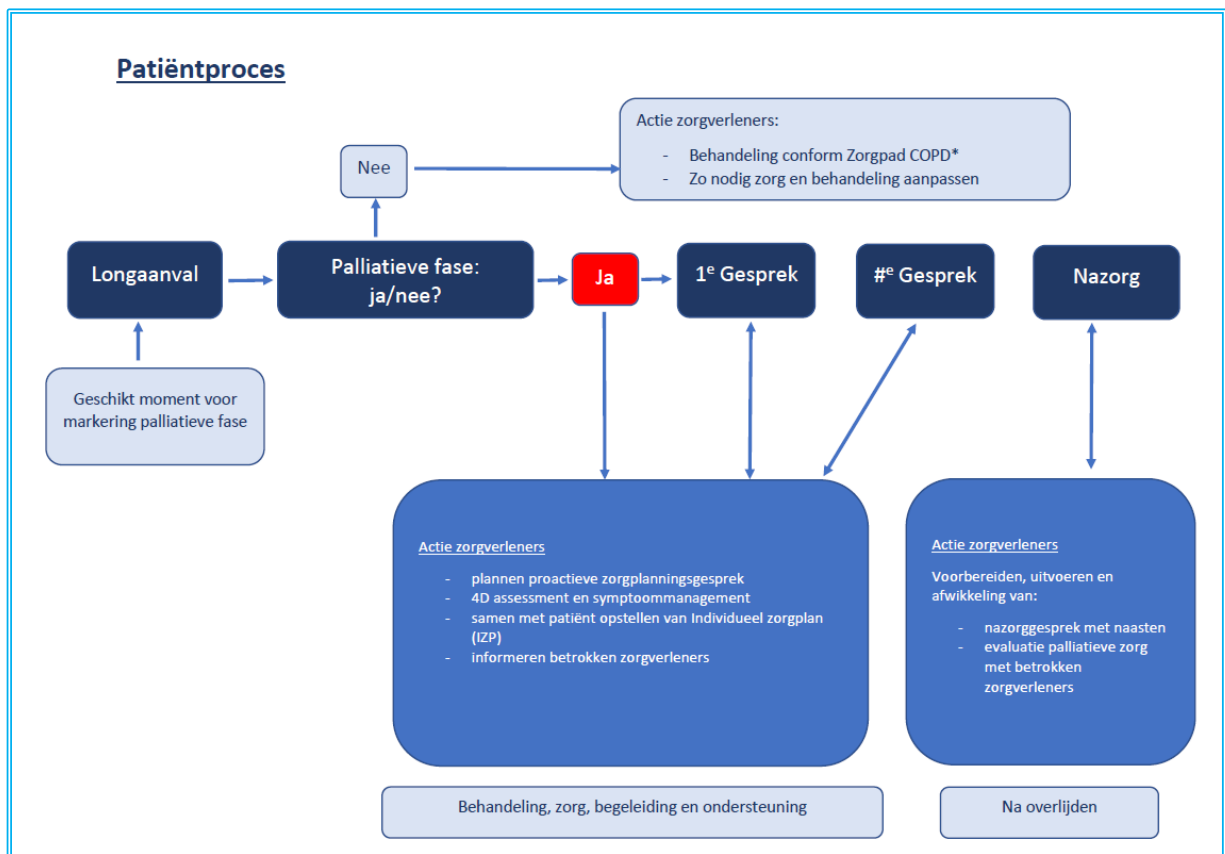 Patiëntproces
Actie zorgverleners:
- Behandeling conform Zorgpad COPD*
- Zo nodig zorg en behandeling aanpassen
Nee
Longaanval
Palliatieve fase:
ja/nee?
Ja
1e Gesprek
#e Gesprek
Nazorg
Geschikt moment voor
markering palliatieve fase
Actie zorgverleners
- plannen proactieve zorgplanningsgesprek
- 4D assessment en symptoommanagement
- samen met patiënt opstellen van Individueel zorgplan
(IZP)
- informeren betrokken zorgverleners
Actie zorgverleners
Voorbereiden, uitvoeren en
afwikkeling van:
- nazorggesprek met naasten
- evaluatie palliatieve zorg
met betrokken
zorgverleners
Behandeling, zorg, begeleiding en ondersteuning
Na overlijden